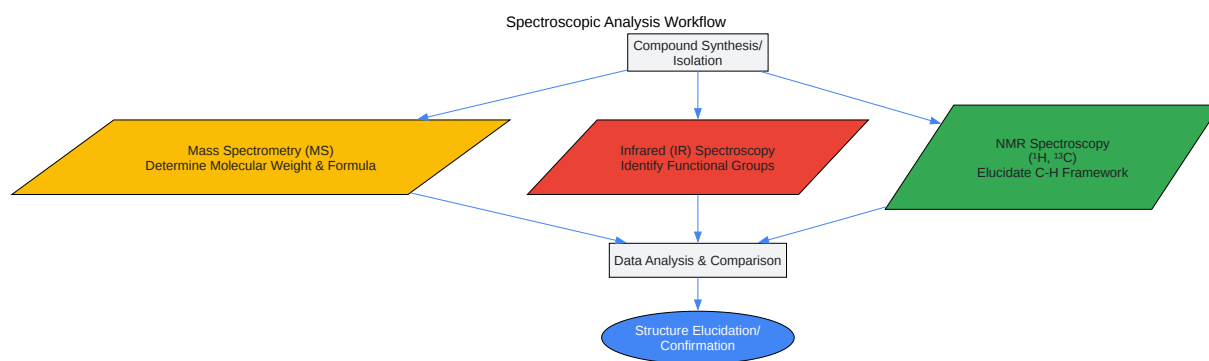 Spectroscopic Analysis Workflow
Compound Synthesis/
Isolation
Mass Spectrometry (MS)
Determine Molecular Weight & Formula
Infrared (IR) Spectroscopy
Identify Functional Groups
NMR Spectroscopy
(¹H, ¹³C)
Elucidate C-H Framework
Data Analysis & Comparison
Structure Elucidation/
Confirmation